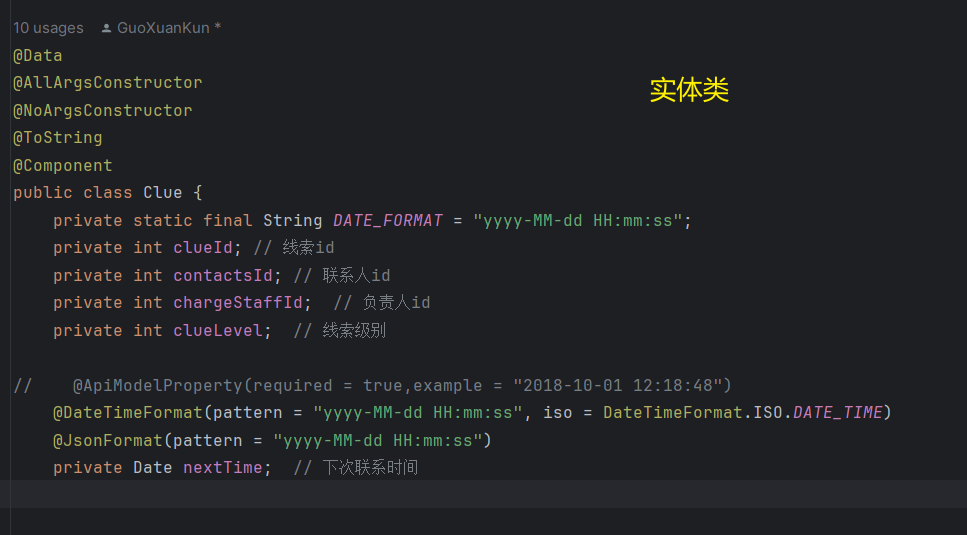 10 usages GuoXuanKun *
@Data
@AllArgsConstructor
实体类
@NoArgsConstructor
@ToString
@Component
public class Clue {
private static final String DATE_FORMAT = "yyyy-MM-dd HH:mm:ss";
private int clueId; // 线索id
private int contactsId; // 联系人id
private int chargeStaffId; // 负责人id
private int clueLevel; // 线索级别
// @ApiModelProperty(required = true,example = "2018-10-01 12:18:48")
@DateTimeFormat(pattern = "yyyy-MM-dd HH:mm:ss", iso = DateTimeFormat.ISO.DATE_TIME)
@JsonFormat(pattern = "yyyy-MM-dd HH:mm:ss")
private Date nextTime; // 下次联系时间